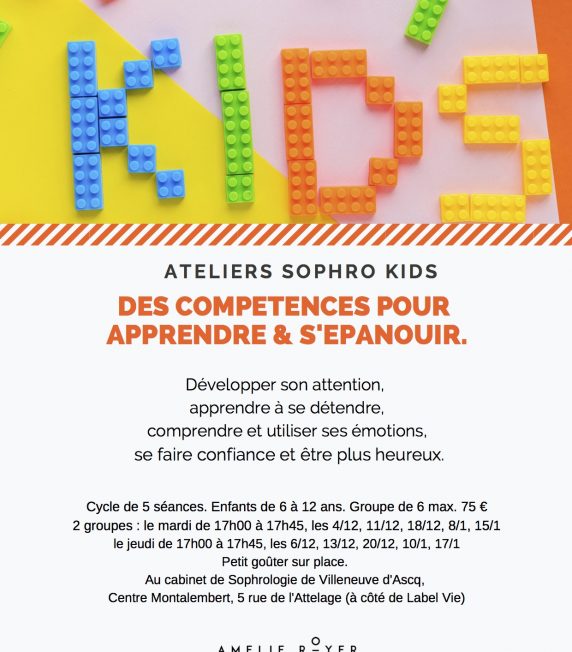 KIDS
ATELIERS SOPHRO KIDS
DES COMPETENCES POUR
APPRENDRE & S'EPANOUIR.
Développer son attention,
apprendre à se détendre,
comprendre et utiliser ses émotions,
se faire confiance et être plus heureux.
Cycle de 5 séances. Enfants de 6 à 12 ans. Groupe de 6 max. 75 €
2 groupes : le mardi de 17h00 à 17h45, les 4/12, 11/12, 18/12, 8/1, 15/1
le jeudi de 17h00 à 17h45, les 6/12, 13/12, 20/12, 10/1, 17/1
Petit goûter sur place.
Au cabinet de Sophrologie de Villeneuve d'Ascq,
Centre Montalembert, 5 rue de l'Attelage (à côté de Label Vie)
AMELIE ROYER